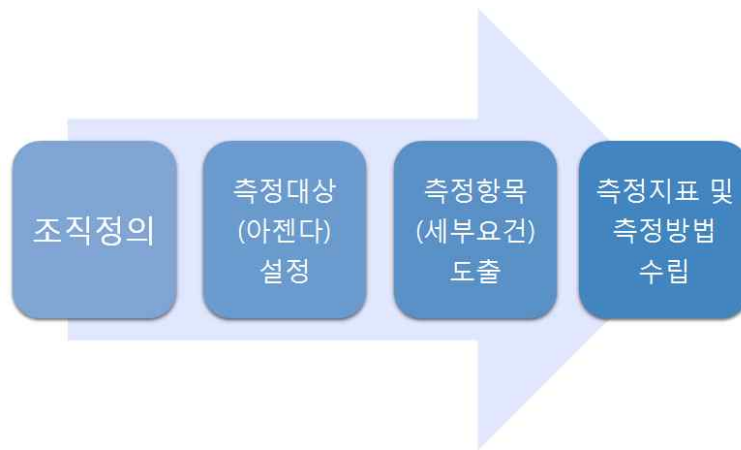 조직정의
측정대상
(아젠다)
설정
측정항목
(세부요건)
도출
측정지표 및
측정방법
수립